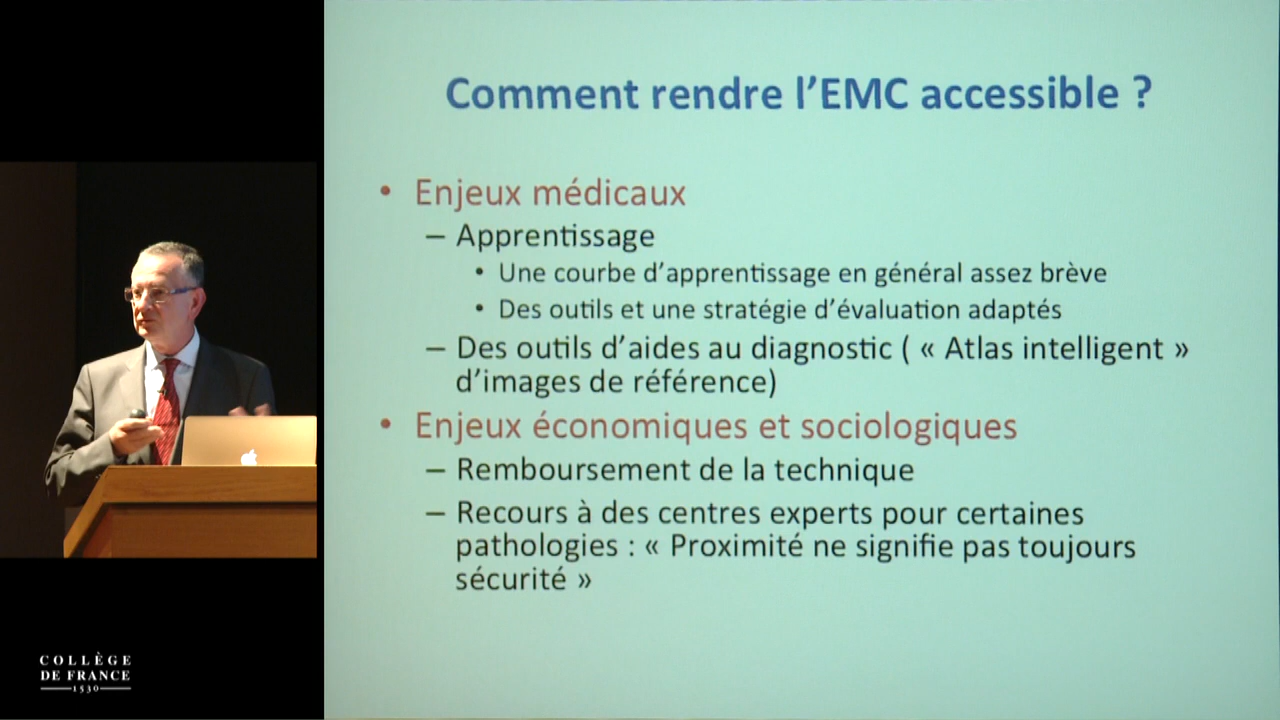 Comment rendre l’EMC accessible ?
• Enjeux médicaux
– Apprentissage
• Une courbe d’apprentissage en général assez brève
• Des outils et une stratégie d’évaluation adaptés
– Des outils d’aides au diagnostic ( « Atlas intelligent »
d’images de référence)
• Enjeux économiques et sociologiques
– Remboursement de la technique
– Recours à des centres experts pour certaines
pathologies : « Proximité ne signifie pas toujours
sécurité »
COLLÈGE
DE FRANCE
1530